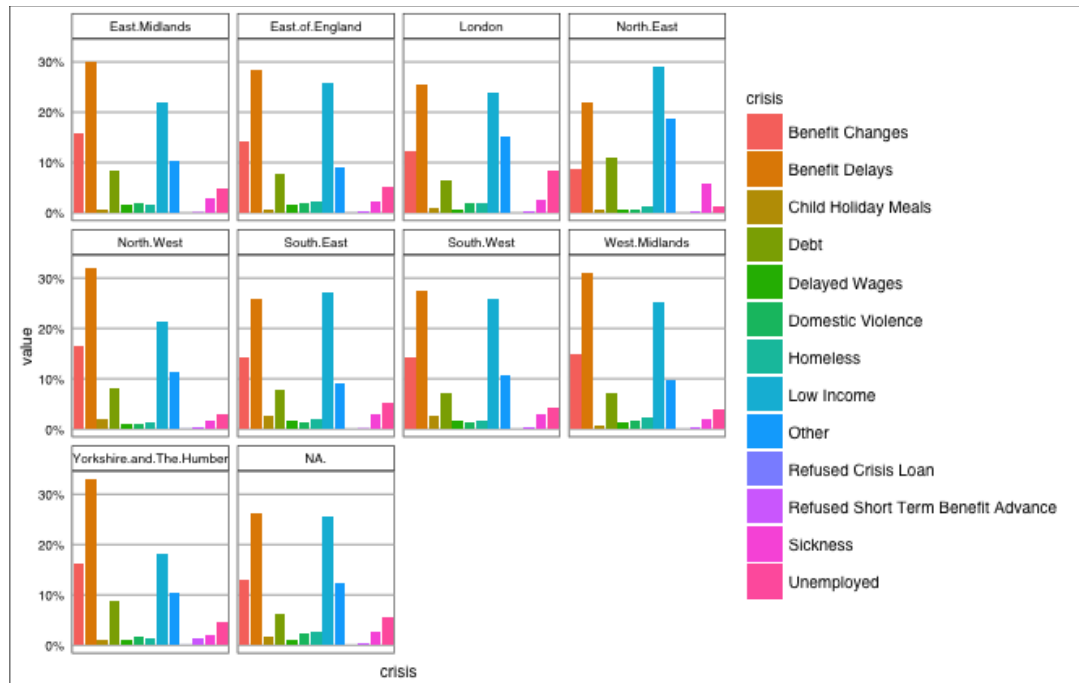 East.Midlands East.of.England London North.East
30%
20%
10%
0%
North.West South.East South.West West.Midlands
30%
20%
10%
0%
Yorkshire.and.The.Humber NA.
30%
20%
10%
0%
value
crisis
crisis
Benefit Changes
Benefit Delays
Child Holiday Meals
Debt
Delayed Wages
Domestic Violence
Homeless
Low Income
Other
Refused Crisis Loan
Refused Short Term Benefit Advance
Sickness
Unemployed